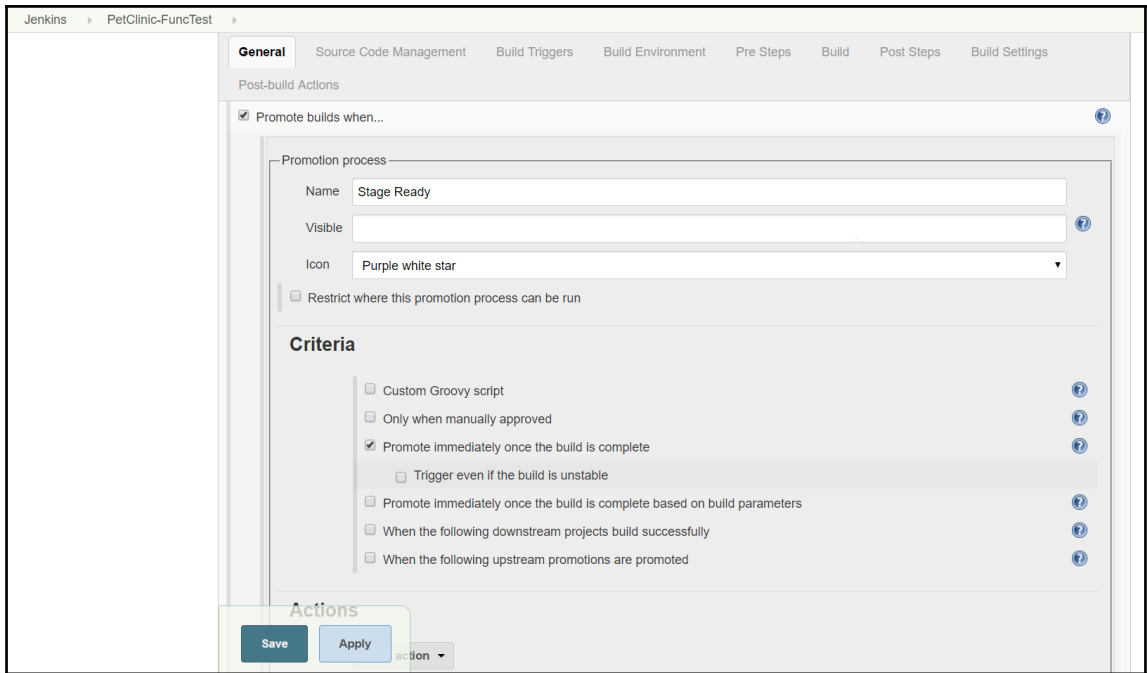 Jenkins PetClinic-FuncTest
General Source Code Management Build Triggers Build Environment Pre Steps Build Post Steps Build Settings
Post-build Actions
Promote builds when...
Promotion process
Name Stage Ready
Visible
Icon Purple white star
Restrict where this promotion process can be run
Criteria
Custom Groovy script
Only when manually approved
Promote immediately once the build is complete
Trigger even if the build is unstable
Promote immediately once the build is complete based on build parameters
When the following downstream projects build successfully
When the following upstream promotions are promoted
Actions
Save Apply action